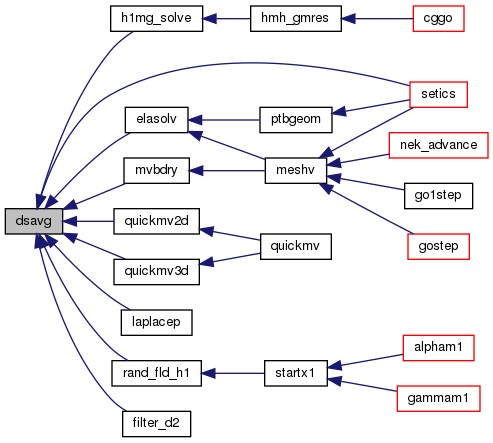 h1mg_solve
hmh_gmres
cggo
setics
elasolv
ptbgeom
nek_advance
mvbdry
meshv
go1step
dsavg
quickmv2d
quickmv
gostep
quickmv3d
laplacep
alpham1
rand_fld_h1
startx1
gammam1
filter_d2